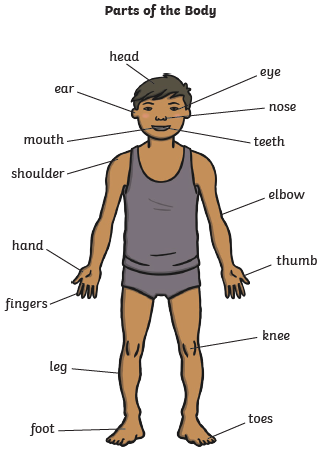 Parts of the Body
head
eye
ear
nose
mouth
teeth
shoulder
elbow
hand
thumb
fingers
knee
leg
toes
foot